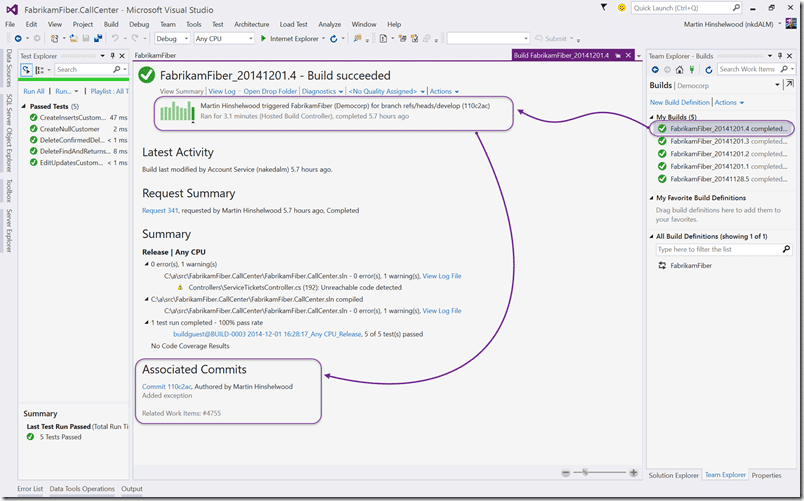 FabrikamFiber.CallCenter - Microsoft Visual Studio
Quick Launch (Ctrl+Q)
File Edit View Project Build Debug Team Tools Test Architecture Load Test Analyze Window Help
Martin Hinshelwood (nkdALM)
Debug Any CPU Internet Explorer Submit
Data Sources
SQL Server Object Explorer
Toolbox
Server Explorer
Test Explorer
Search
Run All | Run... | Playlist : All T
Passed Tests (5)
CreateInsertsCustom... 47 ms
CreateNullCustomer 2 ms
DeleteConfirmedDel... < 1 ms
DeleteFindAndReturns... 8 ms
EditUpdatesCustome... < 1 ms
Summary
Last Test Run Passed (Total Run Ti
5 Tests Passed
FabrikamFiber
Build FabrikamFiber_20141201.4
FabrikamFiber_20141201.4 - Build succeeded
View Summary | View Log - Open Drop Folder | Diagnostics | <No Quality Assigned> | Actions
Martin Hinshelwood triggered FabrikamFiber (Democorp) for branch refs/heads/develop (110c2ac)
Ran for 3.1 minutes (Hosted Build Controller), completed 5.7 hours ago
Latest Activity
Build last modified by Account Service (nakedalm) 5.7 hours ago.
Request Summary
Request 341, requested by Martin Hinshelwood 5.7 hours ago, Completed
Summary
Release | Any CPU
0 error(s), 1 warning(s)
C:\a\src\FabrikamFiber.CallCenter\FabrikamFiber.CallCenter.sln - 0 error(s), 1 warning(s), View Log File
Controllers\ServiceTicketsController.cs (192): Unreachable code detected
C:\a\src\FabrikamFiber.CallCenter\FabrikamFiber.CallCenter.sln compiled
C:\a\src\FabrikamFiber.CallCenter\FabrikamFiber.CallCenter.sln - 0 error(s), 1 warning(s), View Log File
1 test run completed - 100% pass rate
buildguest@BUILD-0003 2014-12-01 16:28:17_Any CPU_Release, 5 of 5 test(s) passed
No Code Coverage Results
Associated Commits
Commit 110c2ac, Authored by Martin Hinshelwood
Added exception
Related Work Items: #4755
Team Explorer - Builds
Search Work Items
Builds | Democorp
New Build Definition | Actions
My Builds (5)
FabrikamFiber_20141201.4 completed...
FabrikamFiber_20141201.3 completed...
FabrikamFiber_20141201.2 completed...
FabrikamFiber_20141201.1 completed...
FabrikamFiber_20141128.5 completed...
My Favorite Build Definitions
Drag build definitions here to add them to your favorites.
All Build Definitions (showing 1 of 1)
Type here to filter the list
FabrikamFiber
Solution Explorer Team Explorer Properties
Error List Data Tools Operations Output